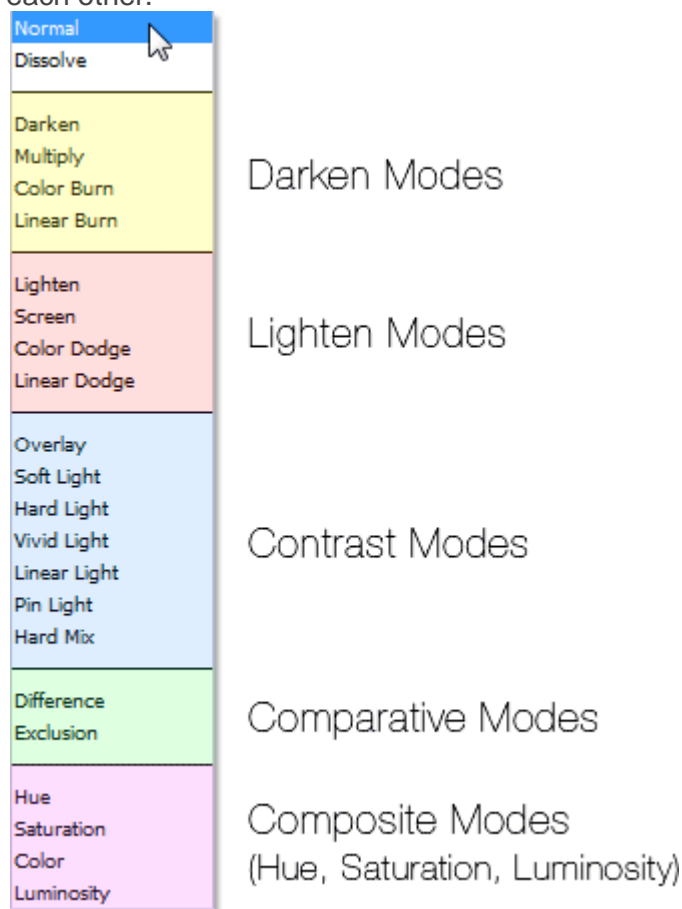 each other.
Normal
Dissolve
Darken
Multiply
Color Burn
Linear Burn
Darken Modes
Lighten
Screen
Color Dodge
Linear Dodge
Lighten Modes
Overlay
Soft Light
Hard Light
Vivid Light
Linear Light
Pin Light
Hard Mix
Contrast Modes
Difference
Exclusion
Comparative Modes
Hue
Saturation
Color
Luminosity
Composite Modes
(Hue, Saturation, Luminosity)